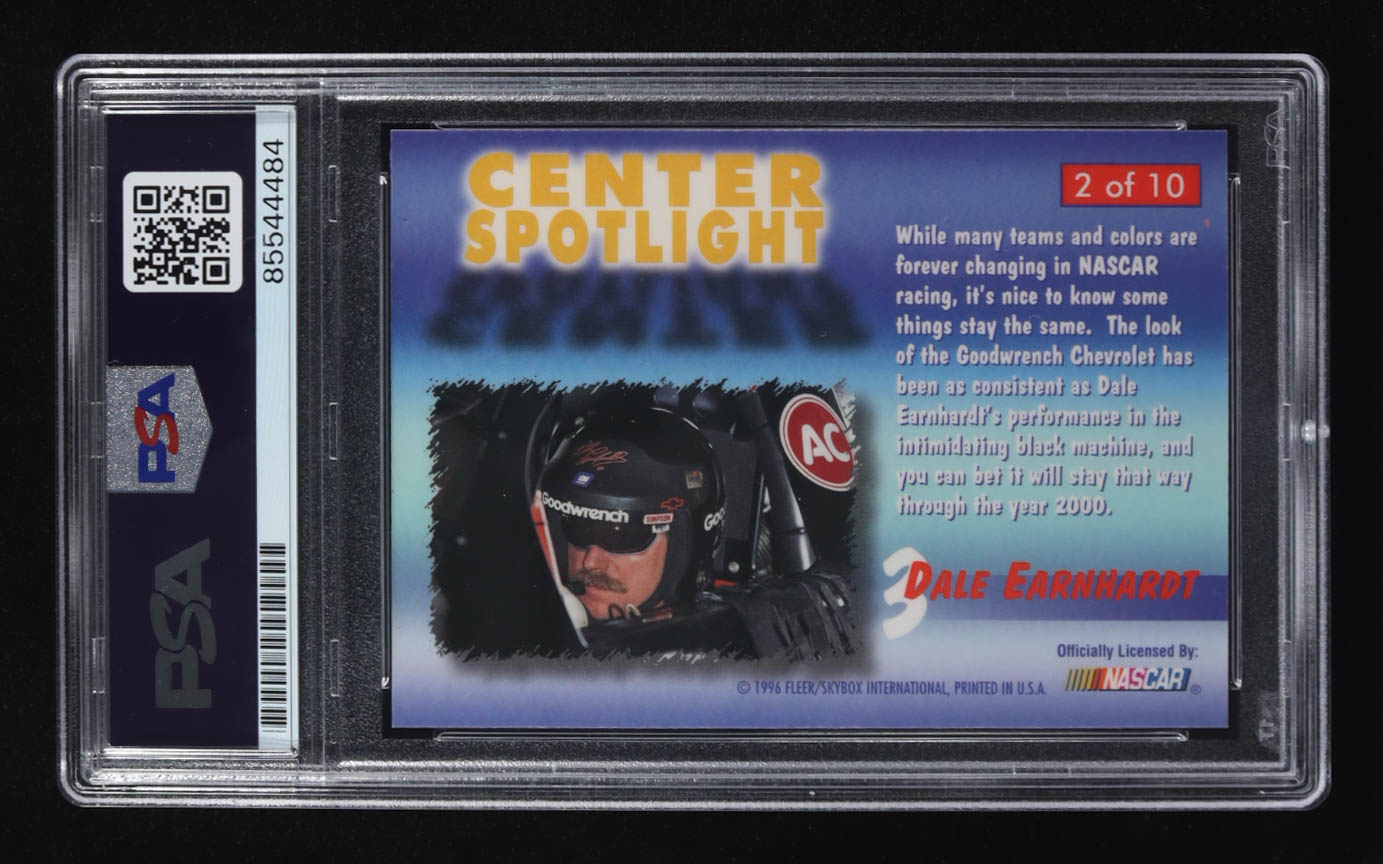 85544484
PSA
PSA
CENTER
SPOTLIGHT
2 of 10
While many teams and colors are
forever changing in NASCAR
racing, it's nice to know some
things stay the same. The look
of the Goodwrench Chevrolet has
been as consistent as Dale
Earnhardt's performance in the
intimidating black machine, and
you can bet it will stay that way
through the year 2000.
AC
Goodwrench
SIMPSON
Goo
3
DALE EARNHARDT
Officially Licensed By:
NASCAR®
© 1996 FLEER/SKYBOX INTERNATIONAL, PRINTED IN U.S.A.
PSA